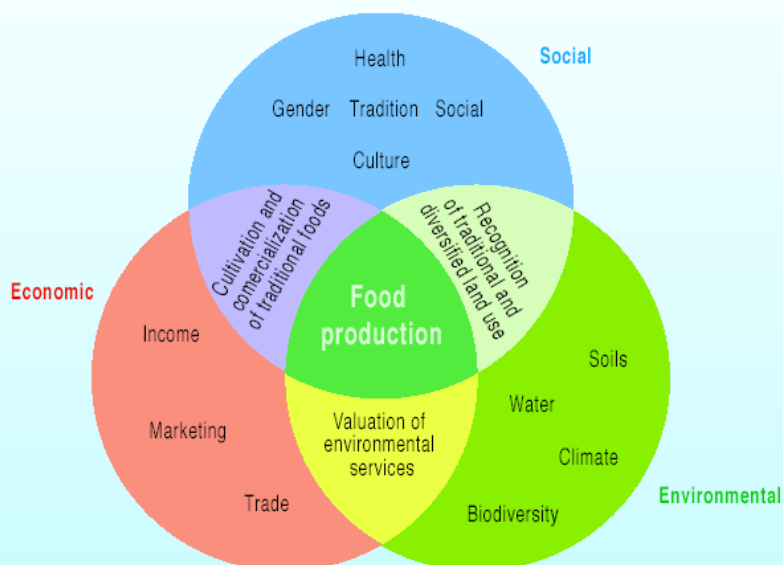 Health
Social
Gender Tradition Social
Culture
Cultivation and
comercialization
of traditional foods
Recognition
of traditional and
diversified land use
Economic
Food
production
Income
Soils
Water
Marketing
Valuation of
environmental
services
Climate
Trade
Biodiversity
Environmental